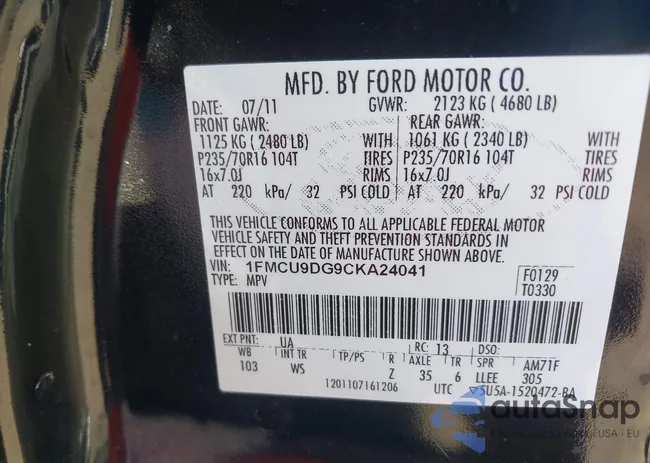 MFD. BY FORD MOTOR CO.
DATE: 07/11 GVWR: 2123 KG ( 4680 LB)
FRONT GAWR: REAR GAWR:
1125 KG ( 2480 LB) WITH 1061 KG ( 2340 LB) WITH
P235/70R16 104T TIRES P235/70R16 104T TIRES
16x7.0J RIMS 16x7.0J RIMS
AT 220 kPa/ 32 PSI COLD AT 220 kPa/ 32 PSI COLD
THIS VEHICLE CONFORMS TO ALL APPLICABLE FEDERAL MOTOR
VEHICLE SAFETY AND THEFT PREVENTION STANDARDS IN
EFFECT ON THE DATE OF MANUFACTURE SHOWN ABOVE.
VIN: 1FMCU9DG9CKA24041 F0129
TYPE: MPV T0330
EXT PNT: UA RC: 13 DSO:
WB INT TR TP/PS R AXLE TR SPR AM71F
103 WS Z 35 6 LLEE 305
1201107161206 UTC 5U5A-1520472-BA
autoSnap
USA EU